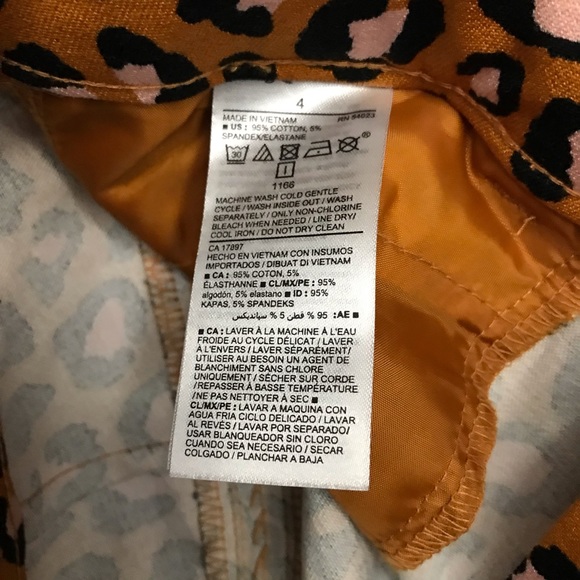 4
MADE IN VIETNAM RN 54023
■ US : 95% COTTON, 5%
SPANDEX/ELASTANE
30 ®
I
1166
MACHINE WASH COLD GENTLE
CYCLE / WASH INSIDE OUT / WASH
SEPARATELY / ONLY NON-CHLORINE
BLEACH WHEN NEEDED / LINE DRY/
COOL IRON / DO NOT DRY CLEAN
CA 17897
HECHO EN VIETNAM CON INSUMOS
IMPORTADOS / DIBUAT DI VIETNAM
■ CA : 95% COTON, 5%
ÉLASTHANNE ■ CL/MX/PE : 95%
algodón, 5% elastano ■ ID : 95%
KAPAS, 5% SPANDEKS
■ AE: 95 % قطن 5 % سبانديكس
■ CA : LAVER À LA MACHINE À L'EAU
FROIDE AU CYCLE DÉLICAT / LAVER
À L'ENVERS / LAVER SÉPARÉMENT/
UTILISER AU BESOIN UN AGENT DE
BLANCHIMENT SANS CHLORE
UNIQUEMENT / SÉCHER SUR CORDE
/ REPASSER À BASSE TEMPÉRATURE
/NE PAS NETTOYER À SEC ■
CL/MX/PE : LAVAR A MAQUINA CON
AGUA FRIA CICLO DELICADO / LAVAR
AL REVÉS / LAVAR POR SEPARADO/
USAR BLANQUEADOR SIN CLORO
CUANDO SEA NECESARIO / SECAR
COLGADO / PLANCHAR A BAJA